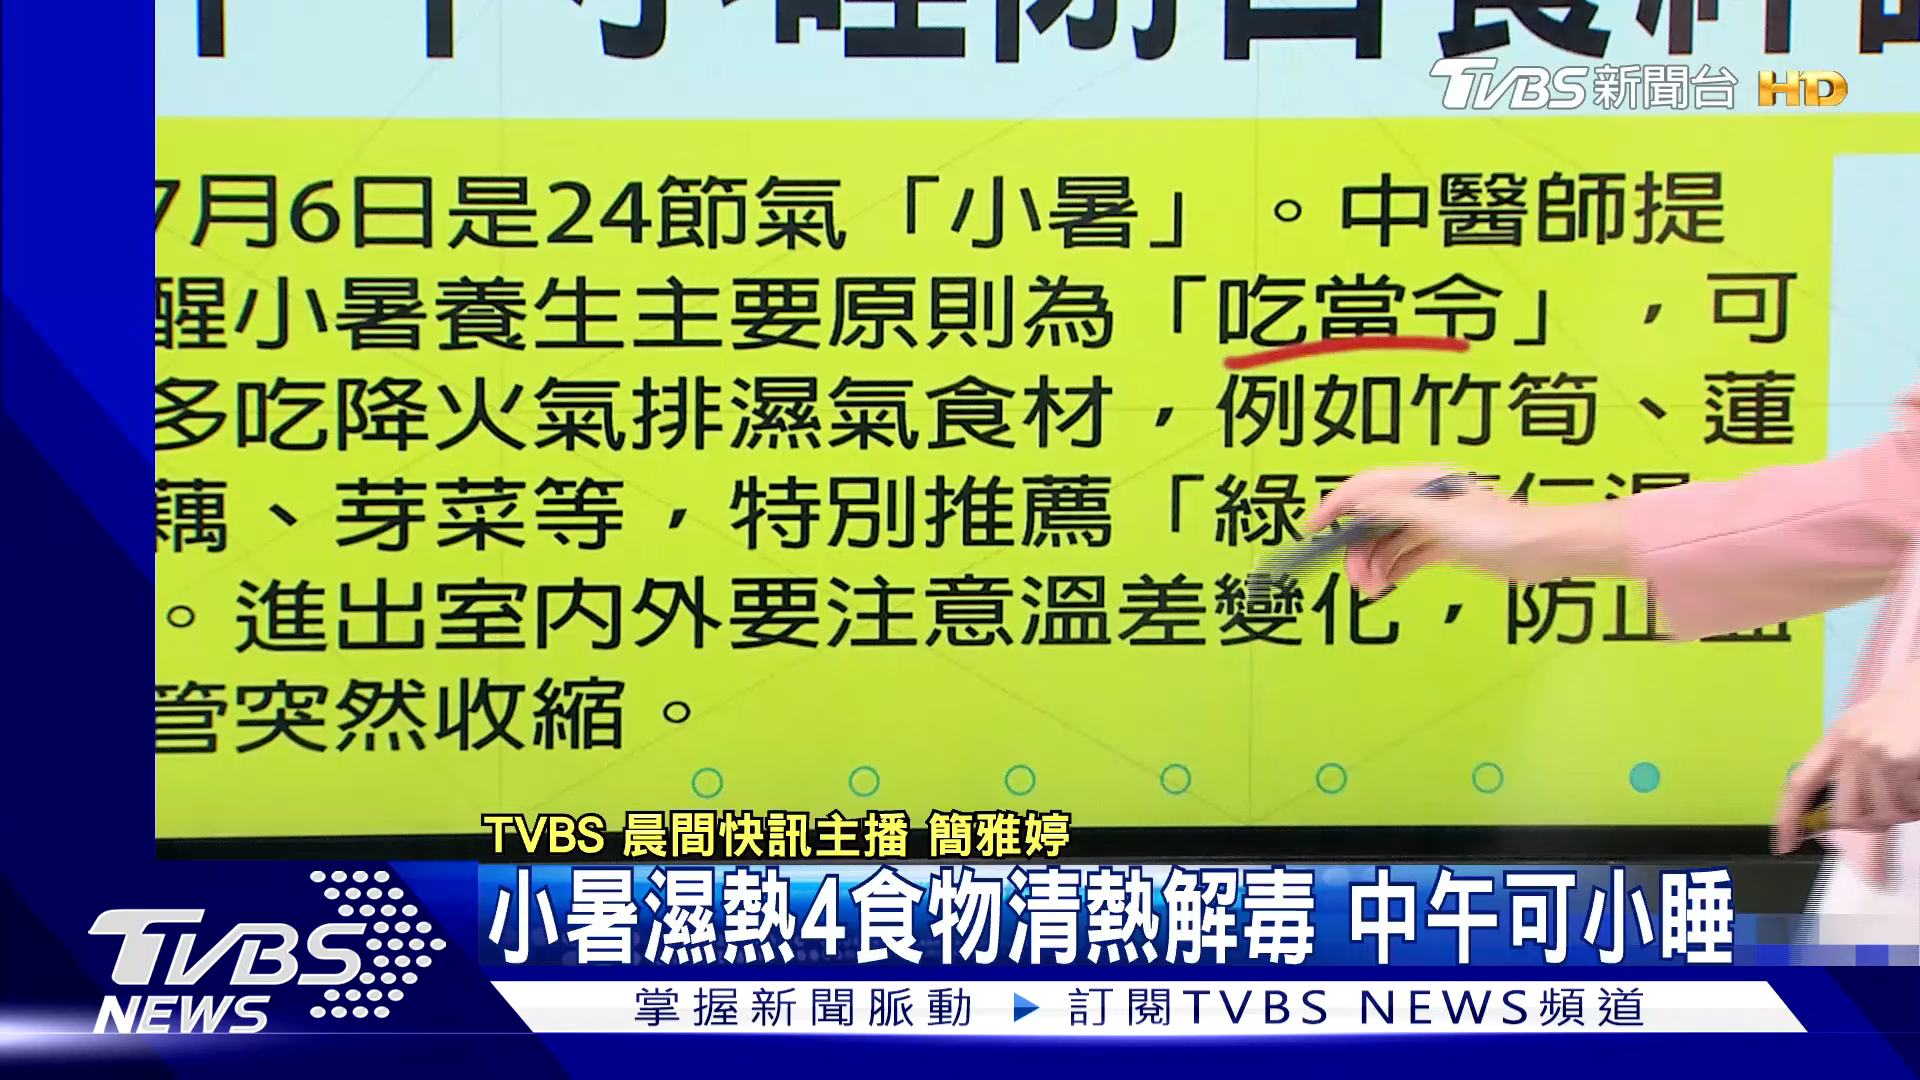 TVBS新聞台 HD
7月6日是24節氣「小暑」。中醫師提
醒小暑養生主要原則為「吃當令」，可
多吃降火氣排濕氣食材，例如竹筍、蓮
藕、芽菜等，特別推薦「綠
。進出室內外要注意溫差變化，防止
管突然收縮。
TVBS 晨間快訊主播 簡雅婷
小暑濕熱4食物清熱解毒 中午可小睡
TVBS NEWS
掌握新聞脈動 ▶ 訂閱TVBS NEWS頻道